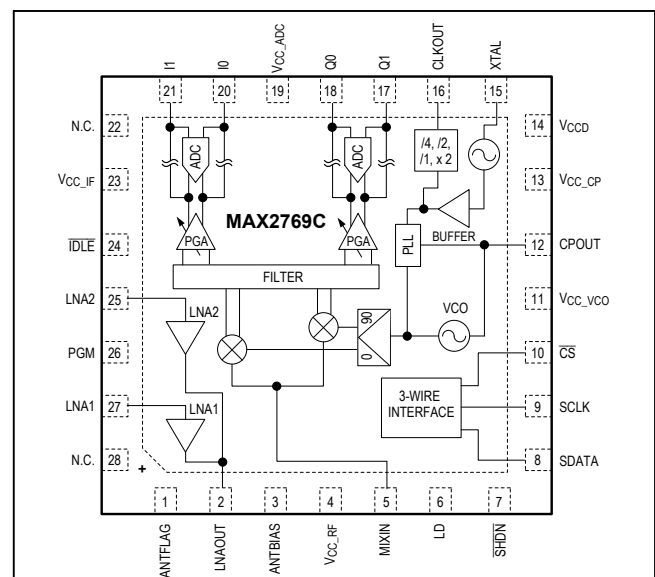 I1
I0
VCC_ADC
Q0
Q1
CLKOUT
XTAL
21
20
19
18
17
16
15
N.C.
22
14
VCCD
ADC
ADC
/4, /2,
/1, x 2
VCC_IF
23
13
VCC_CP
MAX2769C
PGA
PGA
BUFFER
PLL
IDLE
24
12
CPOUT
FILTER
LNA2
25
LNA2
VCO
11
VCC_VCO
90
0
PGM
26
10
CS
3-WIRE
INTERFACE
LNA1
27
LNA1
9
SCLK
N.C.
28
+
8
SDATA
1
2
3
4
5
6
7
ANTFLAG
LNAOUT
ANTBIAS
VCC_RF
MIXIN
LD
SHDN